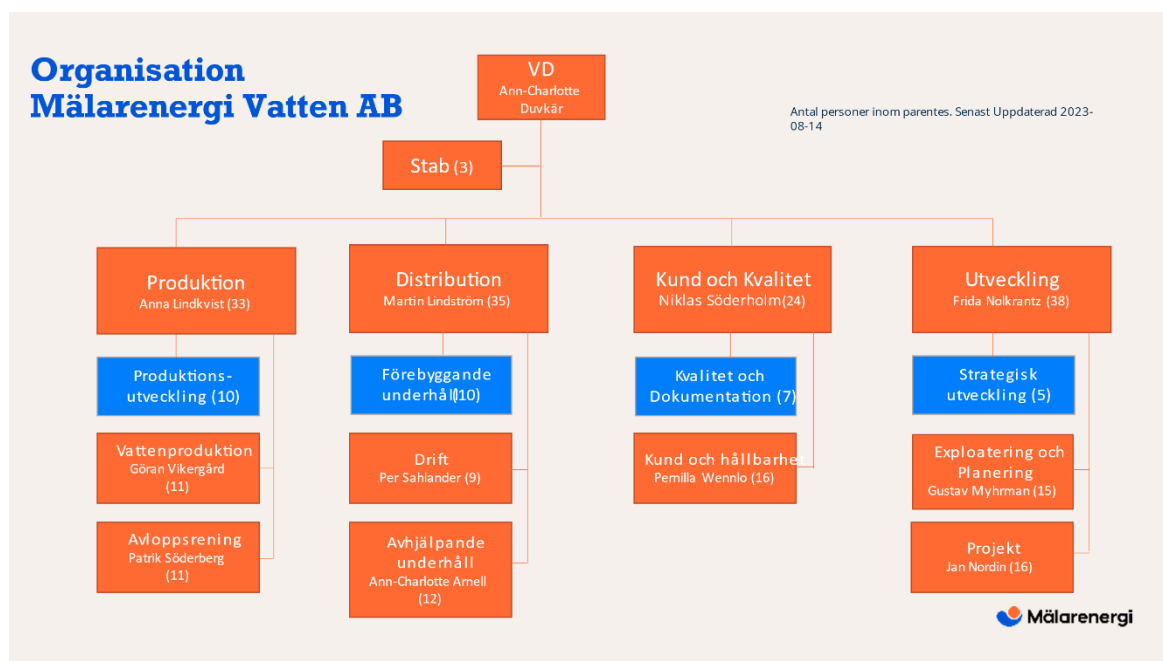 Organisation
Mälarenergi Vatten AB
VD
Ann-Charlotte
Duvkär
Antal personer inom parentes. Senast Uppdaterad 2023-
08-14
Stab (3)
Produktion
Anna Lindkvist (33)
Distribution
Martin Lindström (35)
Kund och Kvalitet
Niklas Söderholm(24)
Utveckling
Frida Nolkrantz (38)
Produktions-
utveckling (10)
Förebyggande
underhåll(10)
Kvalitet och
Dokumentation (7)
Strategisk
utveckling (5)
Vattenproduktion
Göran Vikergård
(11)
Drift
Per Sahlander (9)
Kund och hållbarhet
Pernilla Wennlo (16)
Exploatering och
Planering
Gustav Myhrman (15)
Avloppsrening
Patrik Söderberg
(11)
Avhjälpande
underhåll
Ann-Charlotte Arnell
(12)
Projekt
Jan Nordin (16)
Mälarenergi